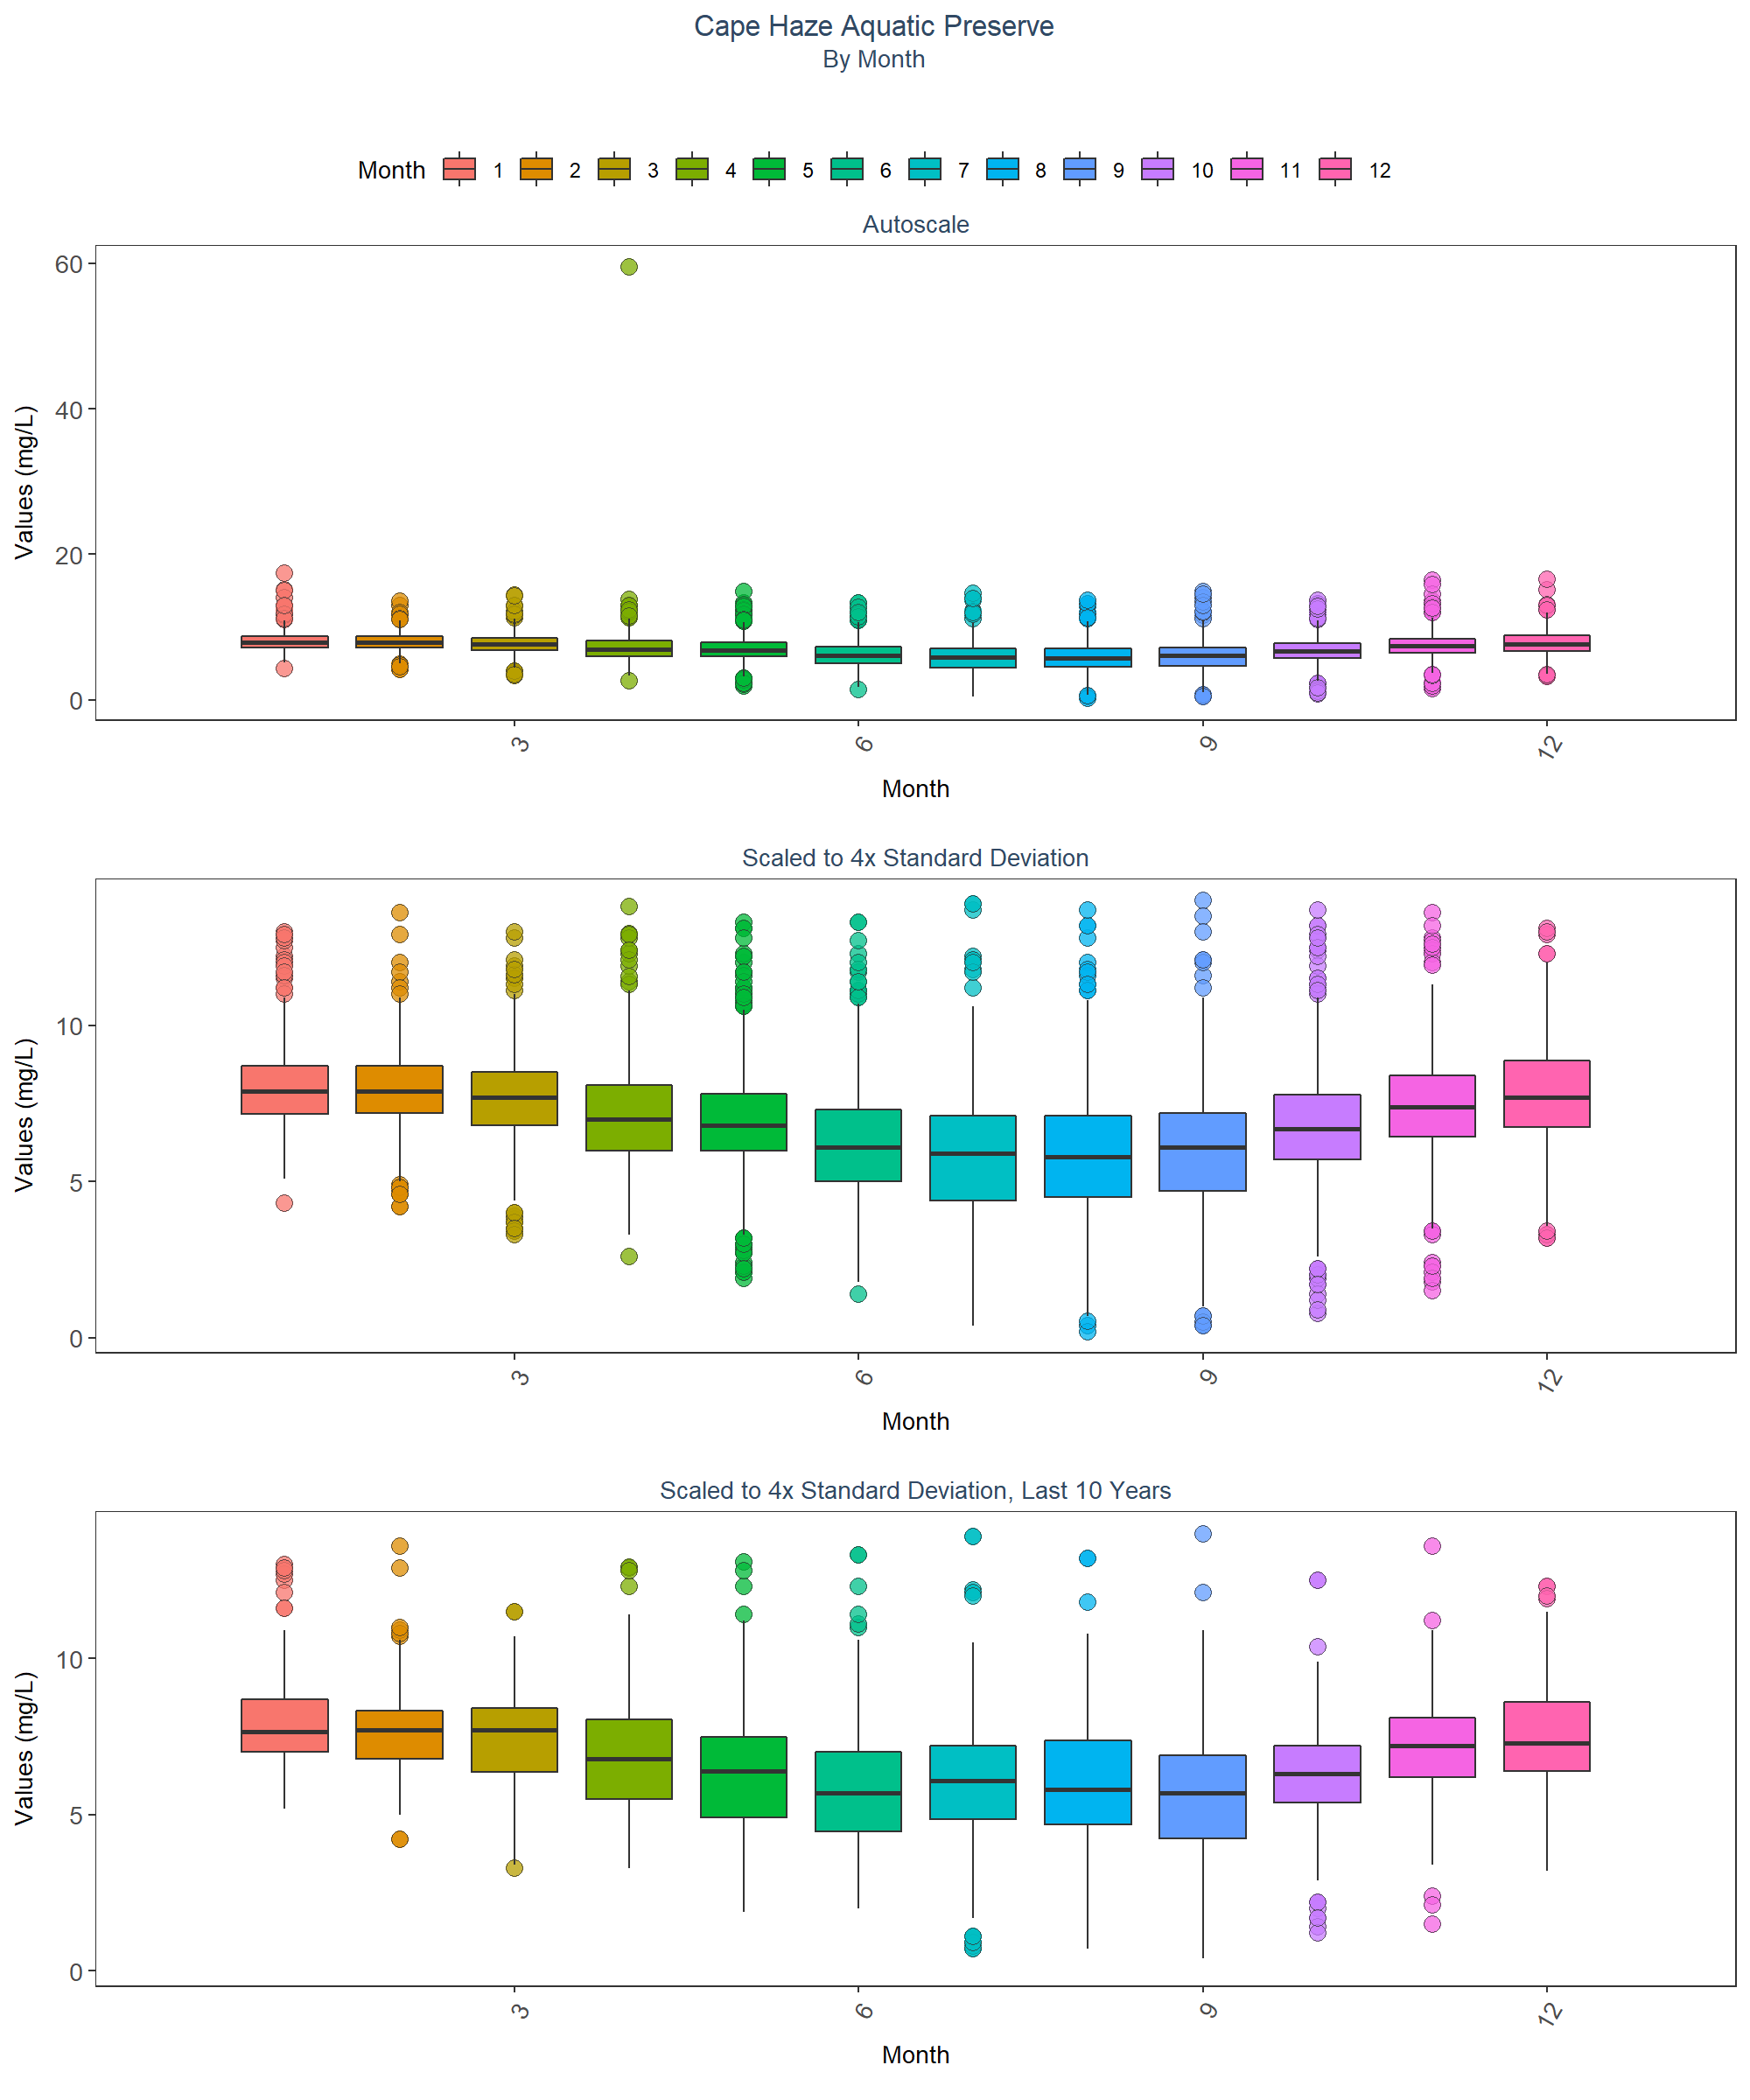 Cape Haze Aquatic Preserve
By Month
Month 1 2 3 4 5 6 7 8 9 10 11 12
Autoscale
Values (mg/L)
60
40
20
0
3 6 9 12
Month
Scaled to 4x Standard Deviation
Values (mg/L)
10
5
0
3 6 9 12
Month
Scaled to 4x Standard Deviation, Last 10 Years
Values (mg/L)
10
5
0
3 6 9 12
Month